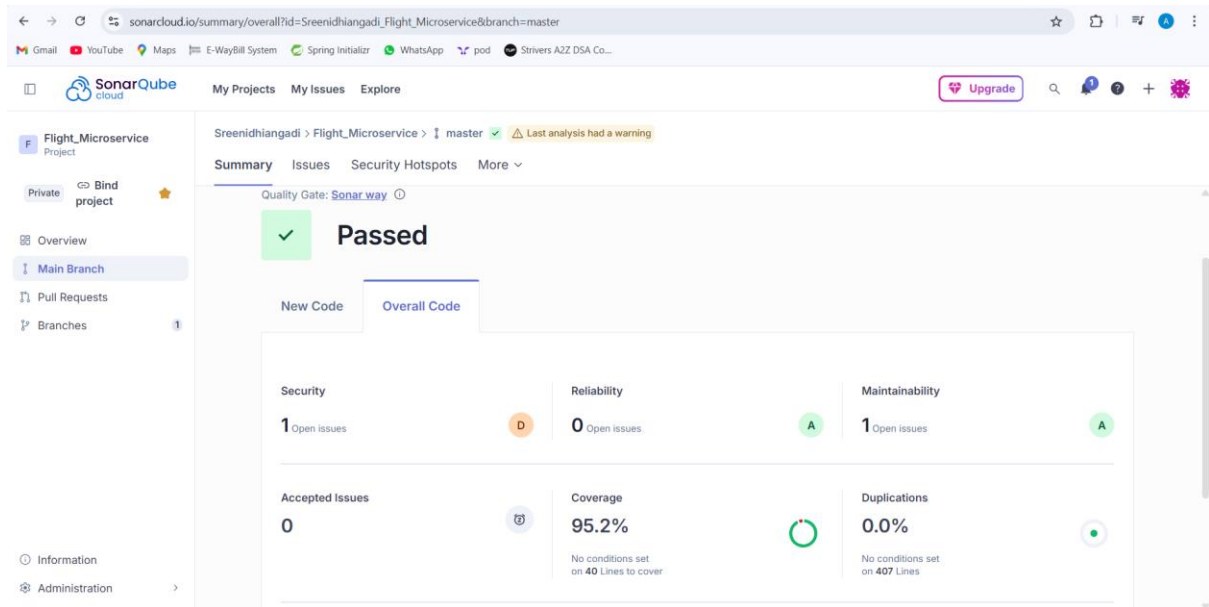 sonarcloud.io/summary/overall?id=Sreenidhiangadi_Flight_Microservice&branch=master
A
Gmail YouTube Maps E-WayBill System Spring Initializr WhatsApp pod Strivers A2Z DSA Co...
SonarQube cloud
My Projects My Issues Explore
Upgrade
1
F
Flight_Microservice
Project
Private
Bind project
Overview
Main Branch
Pull Requests
Branches 1
Information
Administration
Sreenidhiangadi > Flight_Microservice > master Last analysis had a warning
Summary Issues Security Hotspots More
Quality Gate: Sonar way
Passed
New Code Overall Code
Security Reliability Maintainability
1 Open issues D 0 Open issues A 1 Open issues A
Accepted Issues Coverage Duplications
0 95.2% 0.0%
No conditions set No conditions set
on 40 Lines to cover on 407 Lines